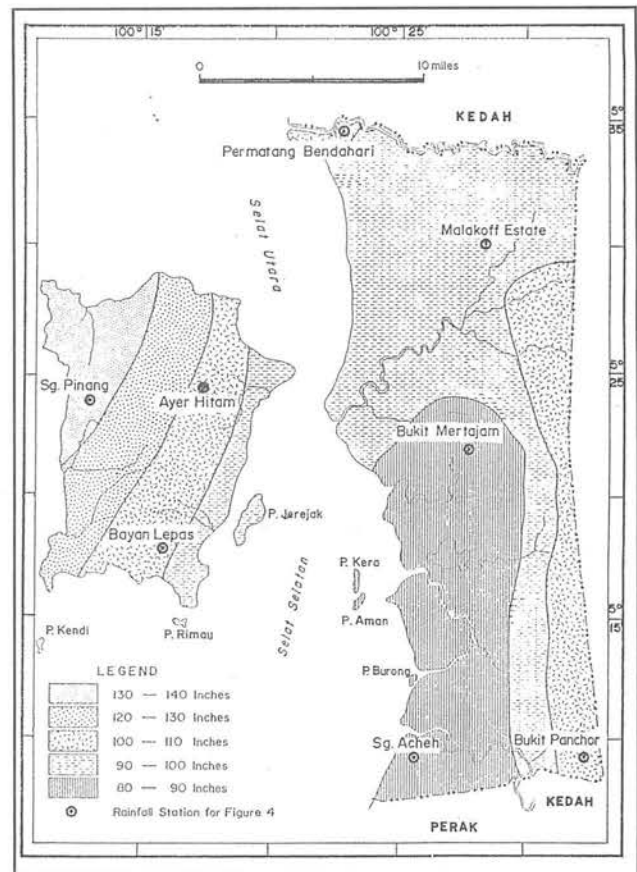 100° 15'
100° 25'
0 10 miles
KEDAH
5°
35'
Permatang Bendahari
Selat Utara
Malakoff Estate
5°
25'
Sg. Pinang
Ayer Hitam
Bukit Mertajam
P. Jerejak
Bayan Lepas
P. Kera
P. Aman
Selat Selatan
5°
15'
P. Kendi
P. Rimau
P. Burong
LEGEND
130 — 140 Inches
120 — 130 Inches
100 — 110 Inches
90 — 100 Inches
80 — 90 Inches
Rainfall Station for Figure 4
Sg. Acheh
Bukit Panchor
KEDAH
PERAK